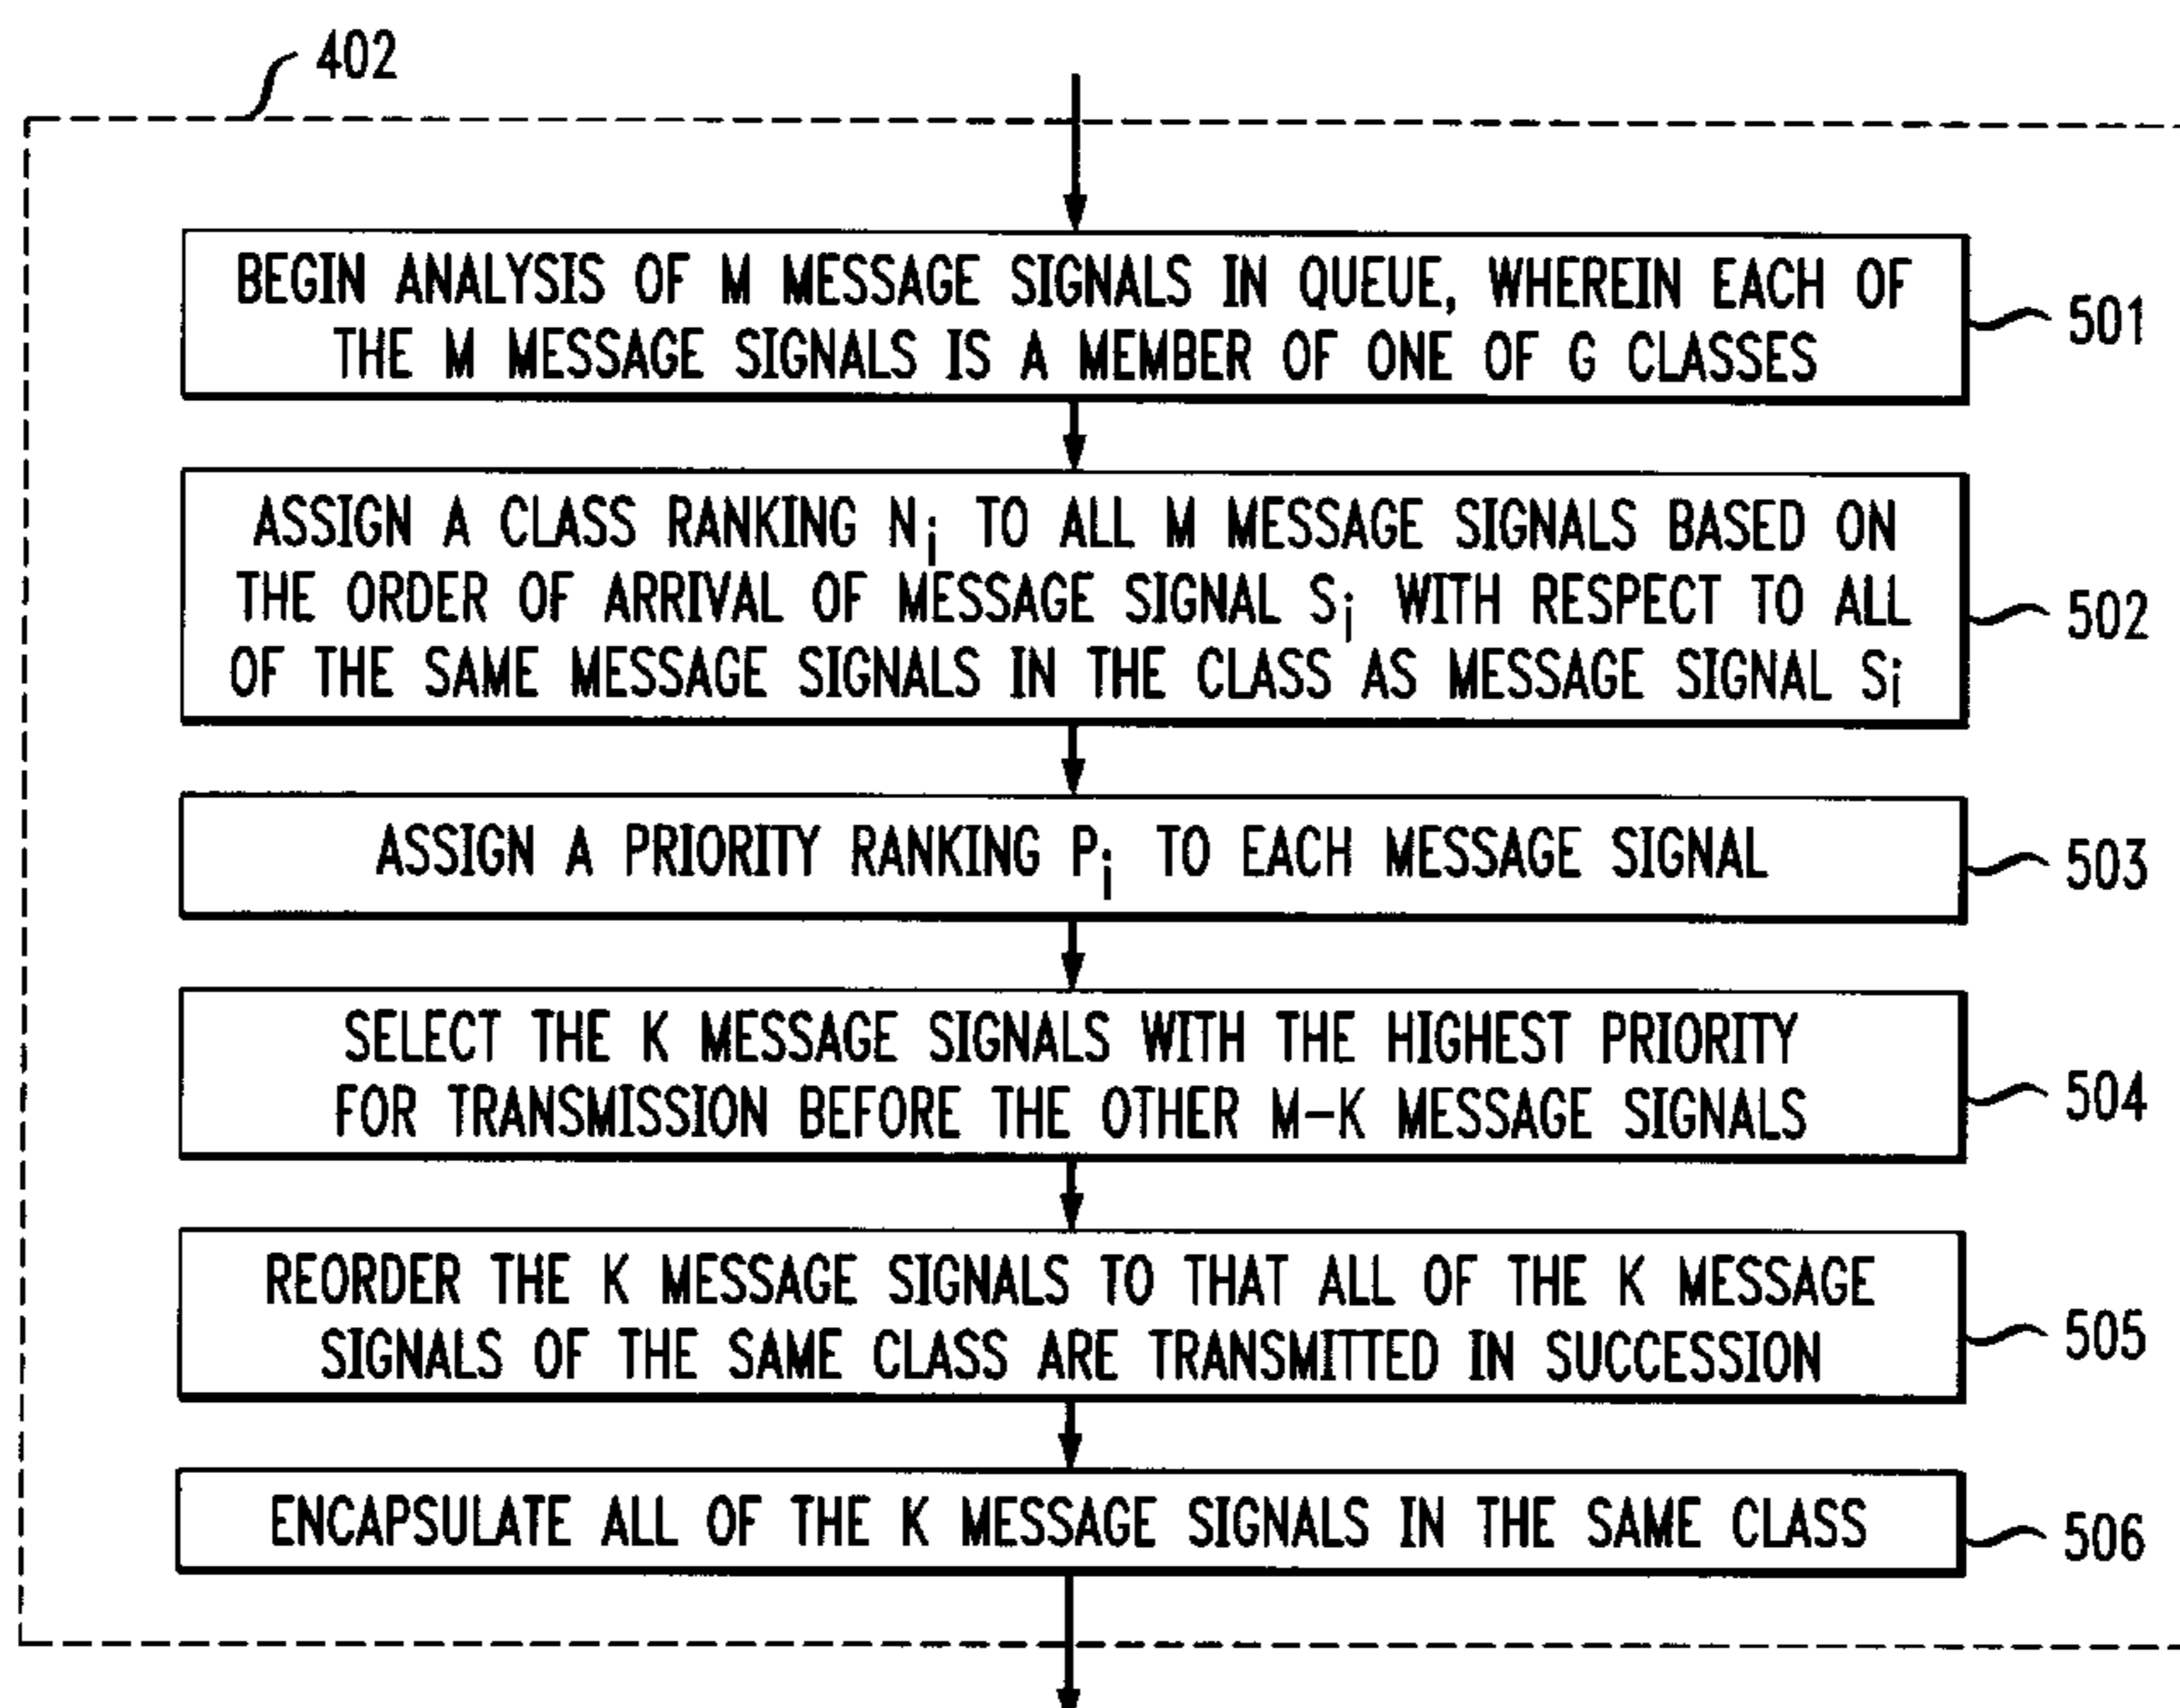 402
BEGIN ANALYSIS OF M MESSAGE SIGNALS IN QUEUE, WHEREIN EACH OF
THE M MESSAGE SIGNALS IS A MEMBER OF ONE OF G CLASSES
501
ASSIGN A CLASS RANKING Ni TO ALL M MESSAGE SIGNALS BASED ON
THE ORDER OF ARRIVAL OF MESSAGE SIGNAL Si WITH RESPECT TO ALL
OF THE SAME MESSAGE SIGNALS IN THE CLASS AS MESSAGE SIGNAL Si
502
ASSIGN A PRIORITY RANKING Pi TO EACH MESSAGE SIGNAL
503
SELECT THE K MESSAGE SIGNALS WITH THE HIGHEST PRIORITY
FOR TRANSMISSION BEFORE THE OTHER M-K MESSAGE SIGNALS
504
REORDER THE K MESSAGE SIGNALS TO THAT ALL OF THE K MESSAGE
SIGNALS OF THE SAME CLASS ARE TRANSMITTED IN SUCCESSION
505
ENCAPSULATE ALL OF THE K MESSAGE SIGNALS IN THE SAME CLASS
506